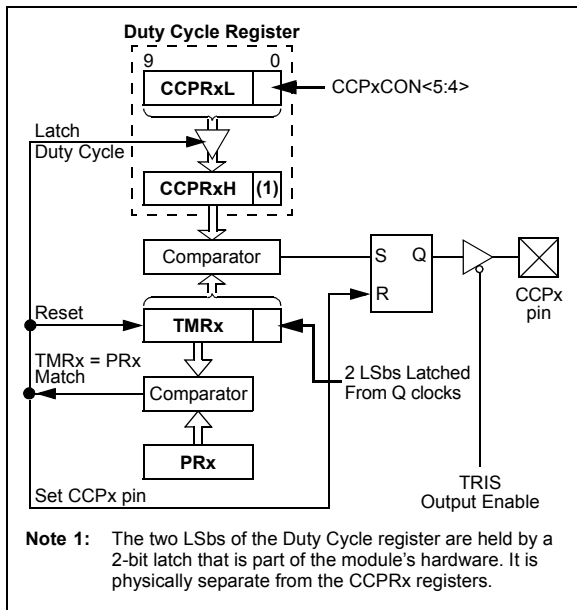 Duty Cycle Register
9 0
CCPRxL
CCPxCON<5:4>
Latch
Duty Cycle
CCPRxH (1)
Comparator
S Q
R
CCPx
pin
Reset
TMRx
TMRx = PRx
Match
2 LSbs Latched
From Q clocks
Comparator
PRx
Set CCPx pin
TRIS
Output Enable
Note 1: The two LSbs of the Duty Cycle register are held by a
2-bit latch that is part of the module's hardware. It is
physically separate from the CCPRx registers.